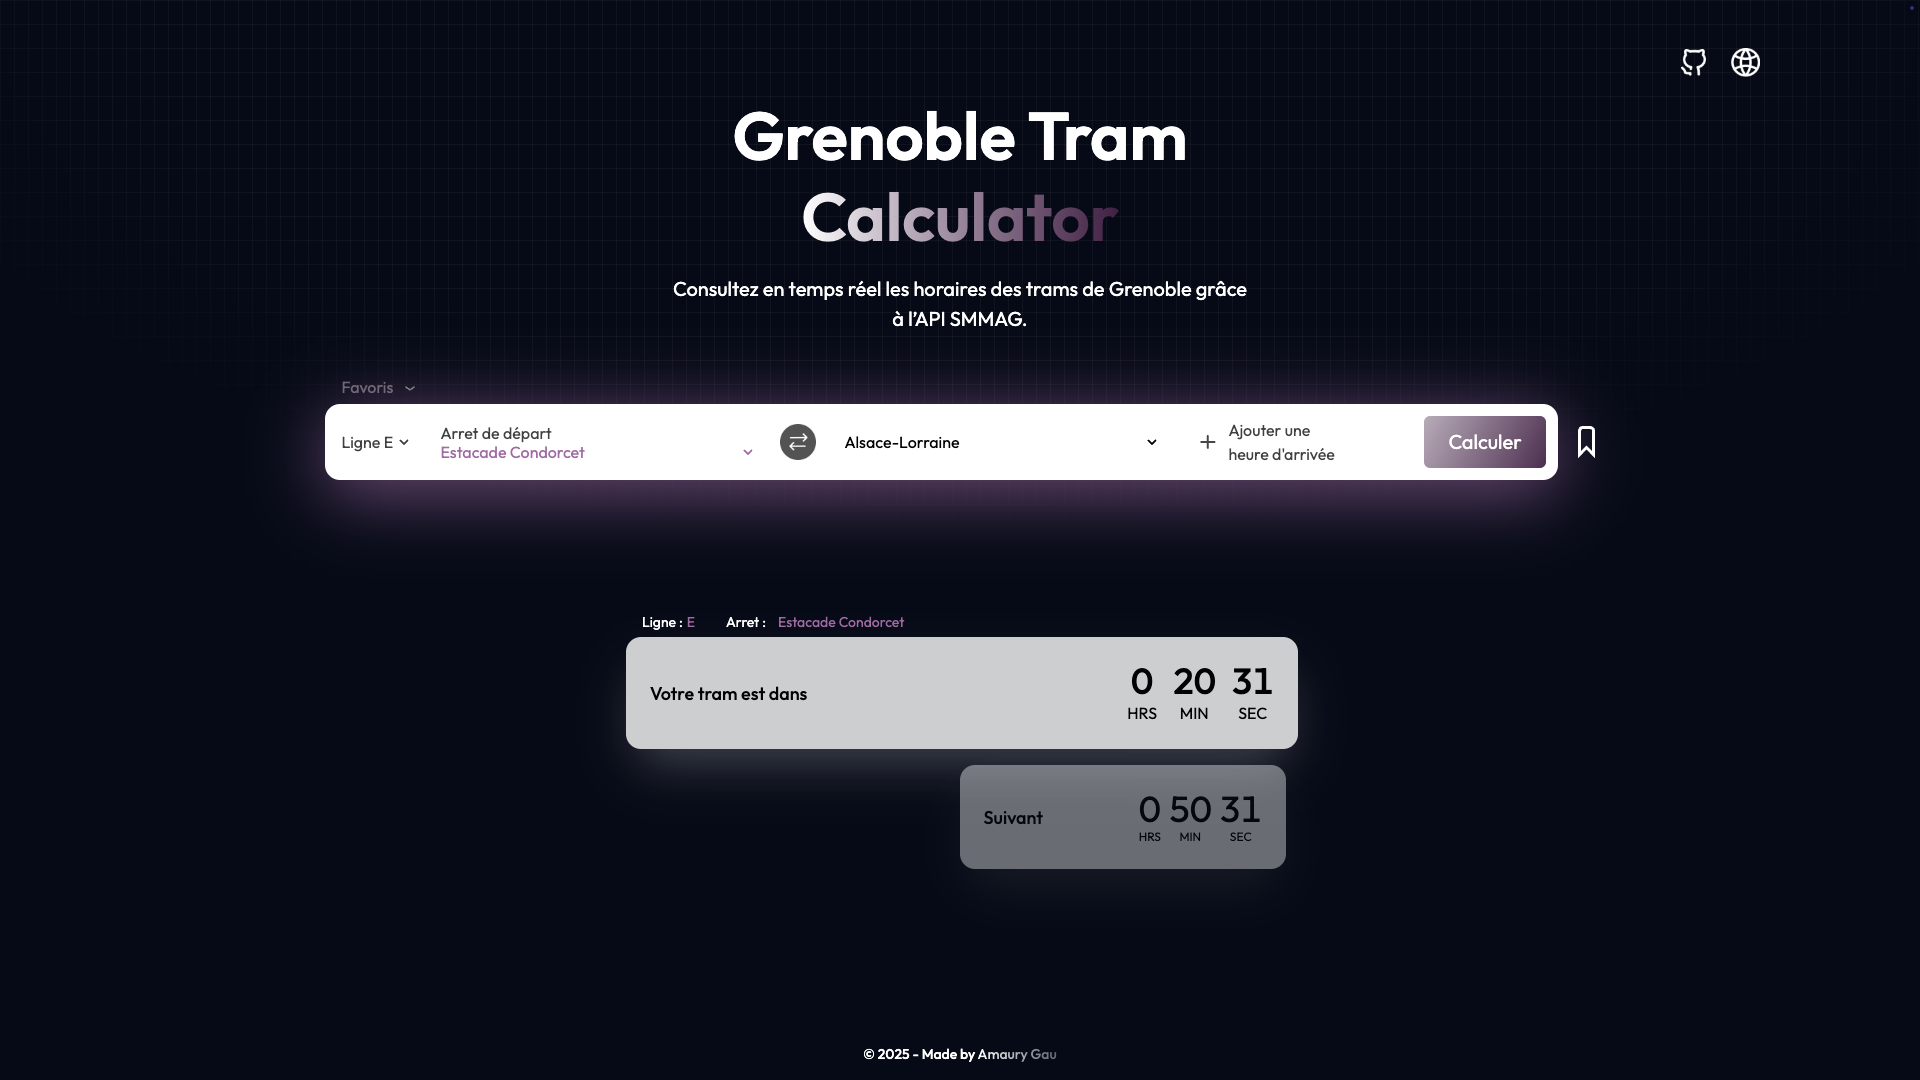 Grenoble Tram
Calculator
Consultez en temps réel les horaires des trams de Grenoble grâce
à l'API SMMAG.
Favoris
Ligne E
Arret de départ
Estacade Condorcet
Alsace-Lorraine
Ajouter une
heure d'arrivée
Calculer
Ligne : E Arret : Estacade Condorcet
Votre tram est dans
0 20 31
HRS MIN SEC
Suivant
0 50 31
HRS MIN SEC
© 2025 - Made by Amaury Gau